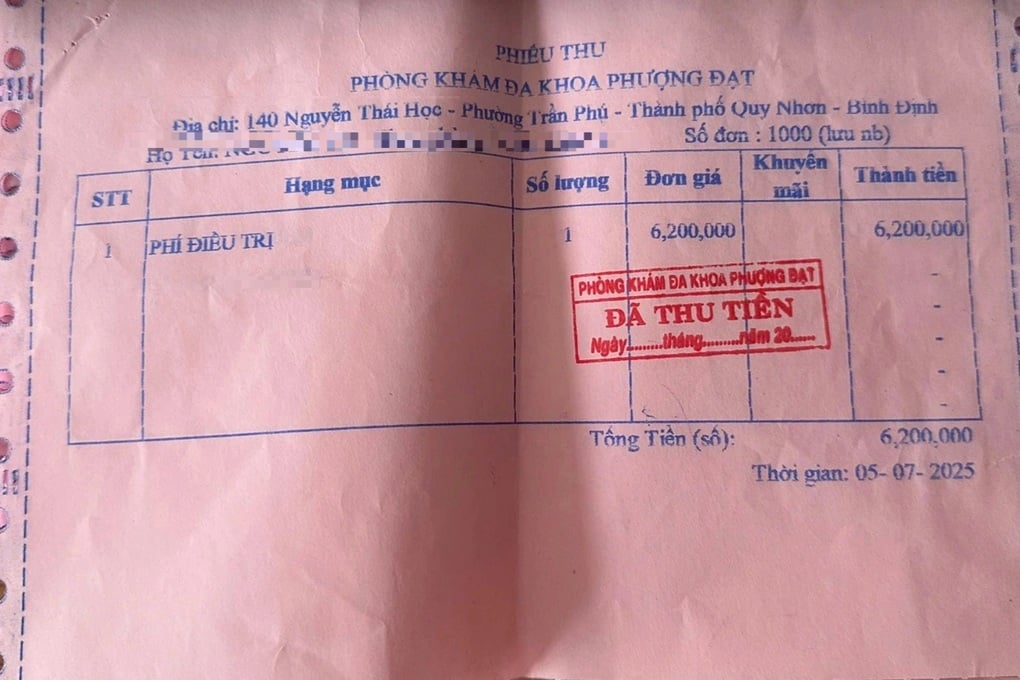 PHIẾU THU
PHÒNG KHÁM ĐA KHOA PHƯỢNG ĐẠT
Địa chỉ: 140 Nguyễn Thái Học - Phường Trần Phú - Thành phố Quy Nhơn - Bình Định
Họ Tên: Số đơn : 1000 (lưu nb)
STT Hạng mục Số lượng Đơn giá Khuyến mãi Thành tiền
1 PHÍ ĐIỀU TRỊ 1 6,200,000 6,200,000
-
PHÒNG KHÁM ĐA KHOA PHƯỢNG ĐẠT
-
ĐÃ THU TIỀN
-
Ngày........tháng.........năm 20......
-
-
Tổng Tiền (số): 6,200,000
Thời gian: 05- 07- 2025